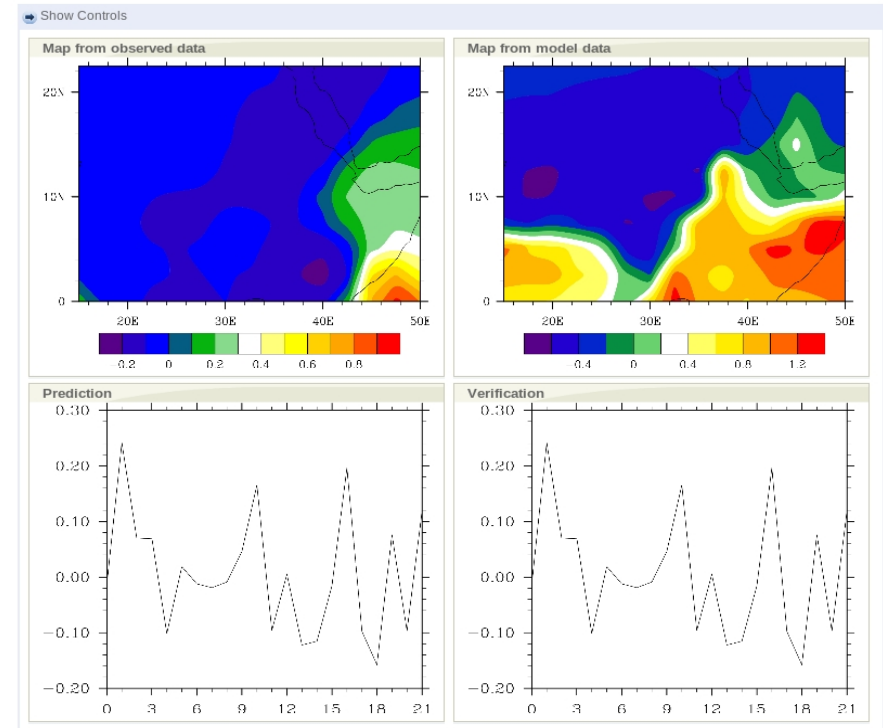 Show Controls
Map from observed data
Map from model data
20N
10N
0
20E 30E 40E 50E
-0.2 0 0.2 0.4 0.6 0.8
20N
10N
0
20E 30E 40E 50E
-0.4 0 0.4 0.8 1.2
Prediction
Verification
0.30
0.20
0.10
0.00
-0.10
-0.20
0 3 6 9 12 15 18 21
0.30
0.20
0.10
0.00
-0.10
-0.20
0 3 6 9 12 15 18 21